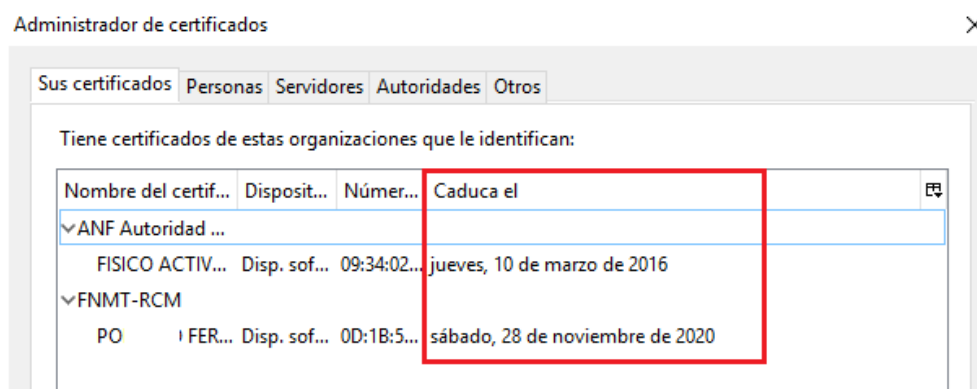 Administrador de certificados
Sus certificados Personas Servidores Autoridades Otros
Tiene certificados de estas organizaciones que le identifican:
Nombre del certif... Disposit... Númer... Caduca el
ANF Autoridad ...
FISICO ACTIV... Disp. sof... 09:34:02... jueves, 10 de marzo de 2016
FNMT-RCM
PO FER... Disp. sof... 0D:1B:5... sábado, 28 de noviembre de 2020